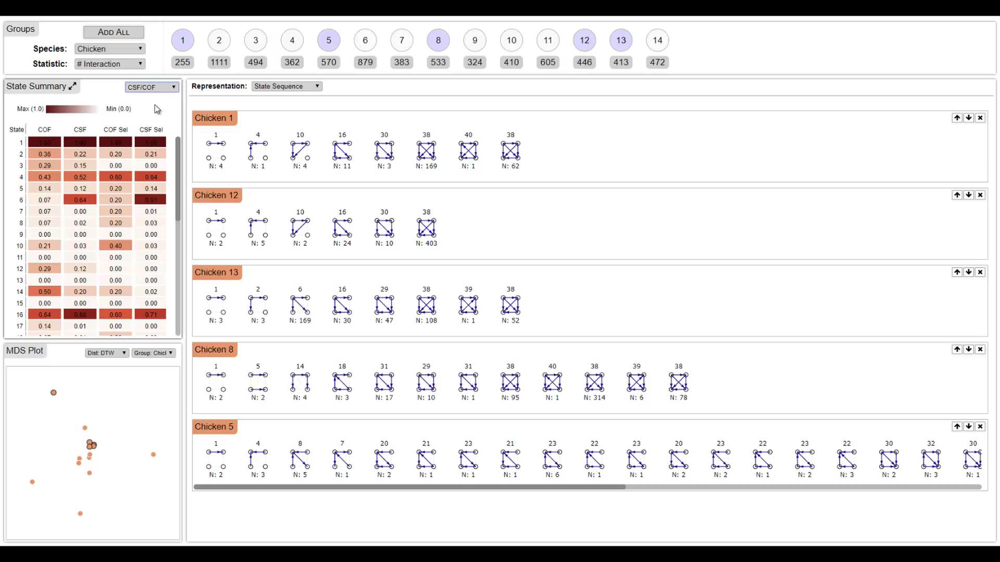 Groups
ADD ALL
Species: Chicken
Statistic: # Interaction
1 2 3 4 5 6 7 8 9 10 11 12 13 14
255 1111 494 362 570 879 383 533 324 410 605 446 413 472
State Summary CSF/COF
Max (1.0) Min (0.0)
State COF CSF COF Sel CSF Sel
1 1.00 1.00 1.00 1.00
2 0.36 0.22 0.20 0.21
3 0.29 0.15 0.00 0.00
4 0.43 0.52 0.60 0.64
5 0.14 0.12 0.20 0.14
6 0.07 0.64 0.20 0.91
7 0.07 0.00 0.20 0.01
8 0.07 0.02 0.20 0.03
9 0.00 0.00 0.00 0.00
10 0.21 0.03 0.40 0.03
11 0.00 0.00 0.00 0.00
12 0.29 0.12 0.00 0.00
13 0.00 0.00 0.00 0.00
14 0.50 0.20 0.20 0.02
15 0.00 0.00 0.00 0.00
16 0.64 0.88 0.60 0.71
17 0.14 0.01 0.00 0.00
MDS Plot Dist: DTW Group: Chicl
Representation: State Sequence
Chicken 1
1 4 10 16 30 38 40 38
N: 4 N: 1 N: 4 N: 11 N: 3 N: 169 N: 1 N: 62
Chicken 12
1 4 10 16 30 38
N: 2 N: 5 N: 2 N: 24 N: 10 N: 403
Chicken 13
1 2 6 16 29 38 39 38
N: 3 N: 3 N: 169 N: 30 N: 47 N: 108 N: 1 N: 52
Chicken 8
1 5 14 18 31 29 31 38 40 38 39 38
N: 2 N: 2 N: 4 N: 3 N: 17 N: 10 N: 1 N: 95 N: 1 N: 314 N: 6 N: 78
Chicken 5
1 4 8 7 20 21 23 21 23 22 23 20 23 22 23 22 30 32 30
N: 2 N: 3 N: 5 N: 1 N: 2 N: 1 N: 1 N: 1 N: 6 N: 1 N: 1 N: 2 N: 2 N: 1 N: 2 N: 3 N: 2 N: 3 N: 1